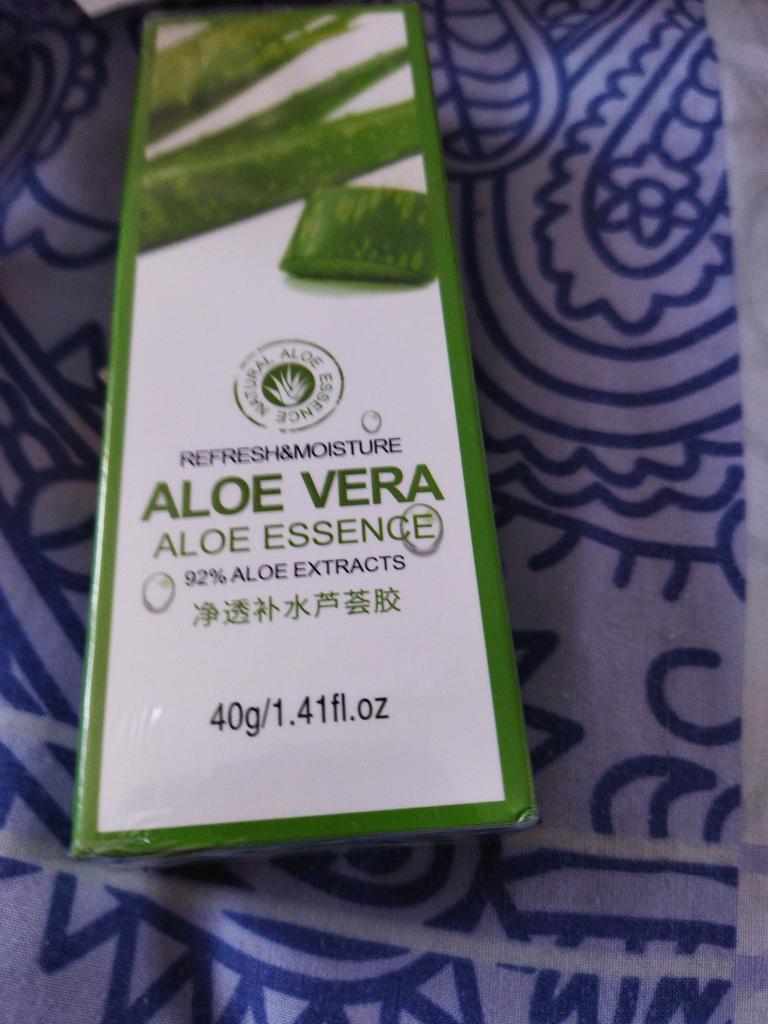 NATURAL ALOE ESSENCE
REFRESH&MOISTURE
ALOE VERA
ALOE ESSENCE
92% ALOE EXTRACTS
净透补水芦荟胶
40g/1.41fl.oz